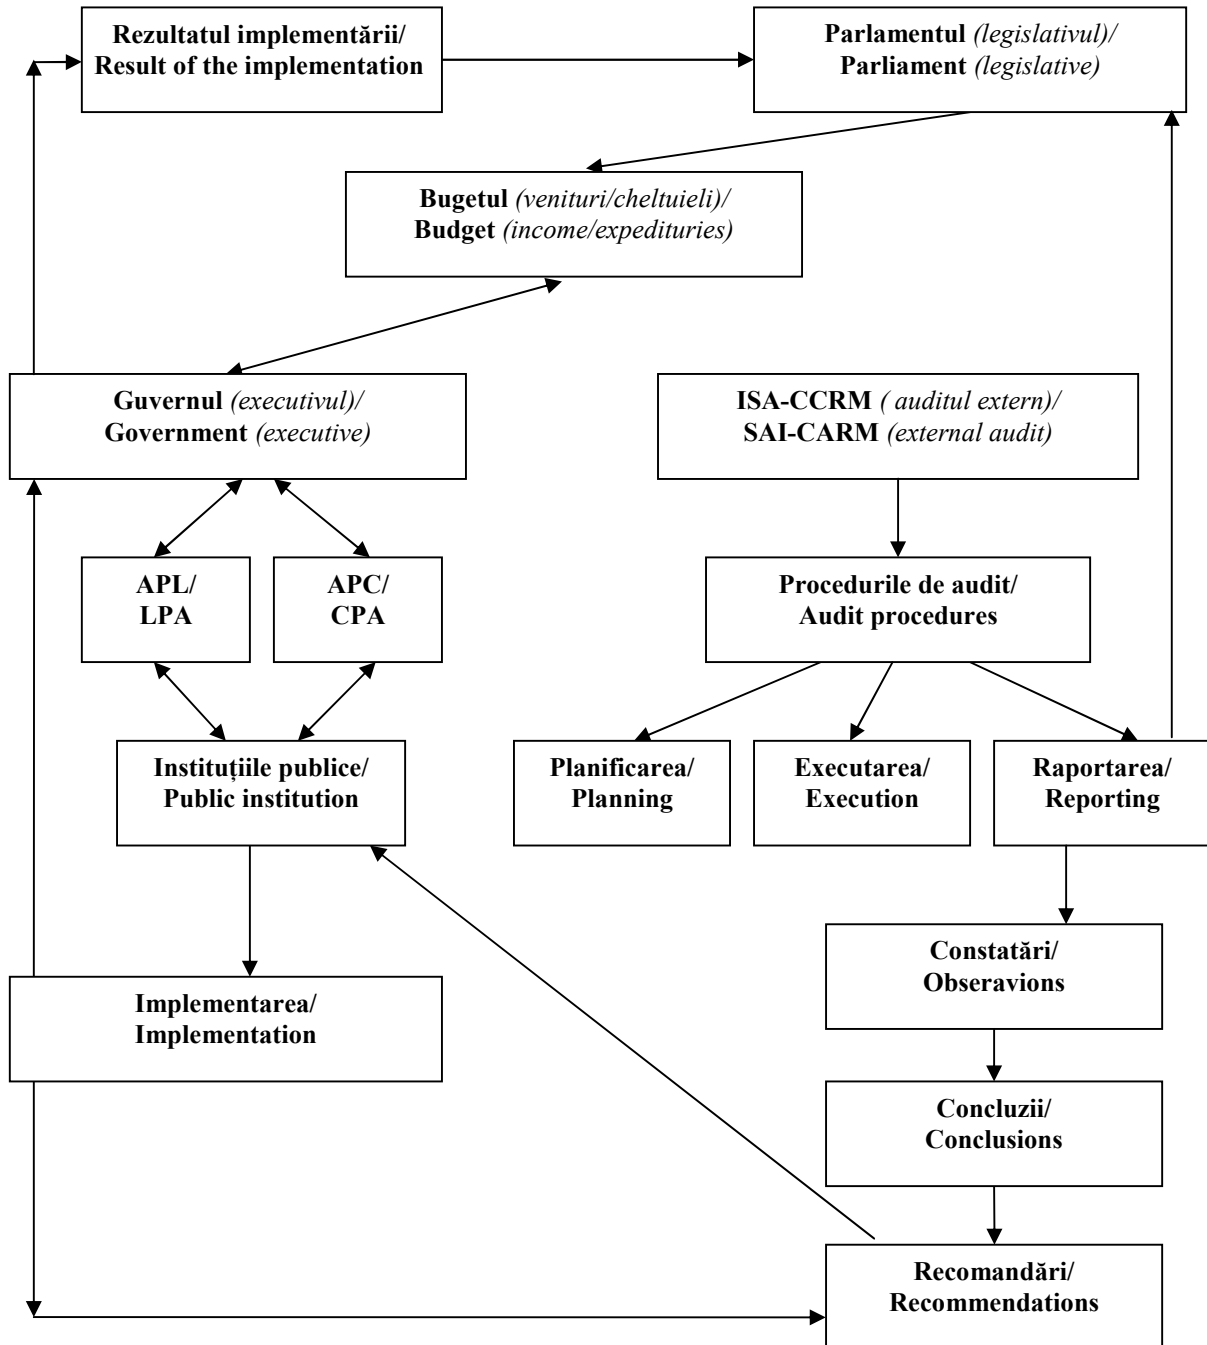 Rezultatul implementării/
Result of the implementation
Parlamentul (legislativul)/
Parliament (legislative)
Bugetul (venituri/cheltuieli)/
Budget (income/expedituries)
Guvernul (executivul)/
Government (executive)
ISA-CCRM ( auditul extern)/
SAI-CARM (external audit)
APL/
LPA
APC/
CPA
Procedurile de audit/
Audit procedures
Instituțiile publice/
Public institution
Planificarea/
Planning
Executarea/
Execution
Raportarea/
Reporting
Constatări/
Obseravions
Implementarea/
Implementation
Concluzii/
Conclusions
Recomandări/
Recommendations